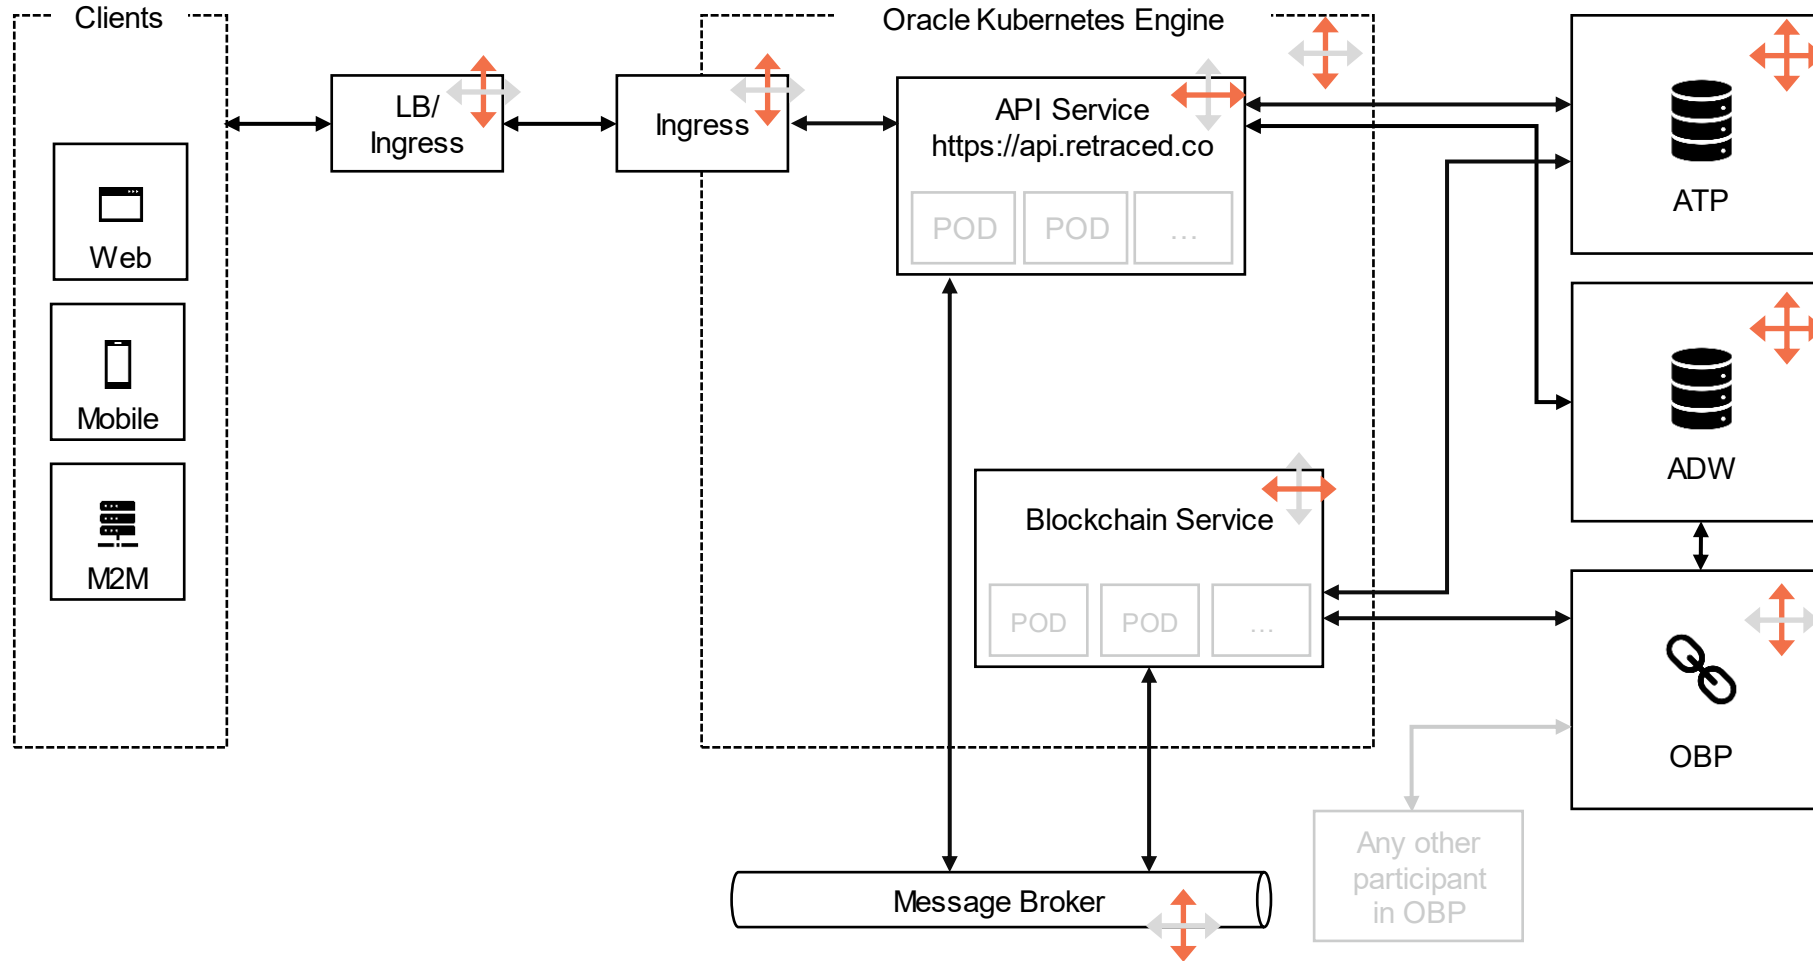 Clients
Web
Mobile
M2M
LB/
Ingress
Ingress
Oracle Kubernetes Engine
API Service
https://api.retraced.co
POD
POD
...
Blockchain Service
POD
POD
...
Message Broker
ATP
ADW
OBP
Any other
participant
in OBP